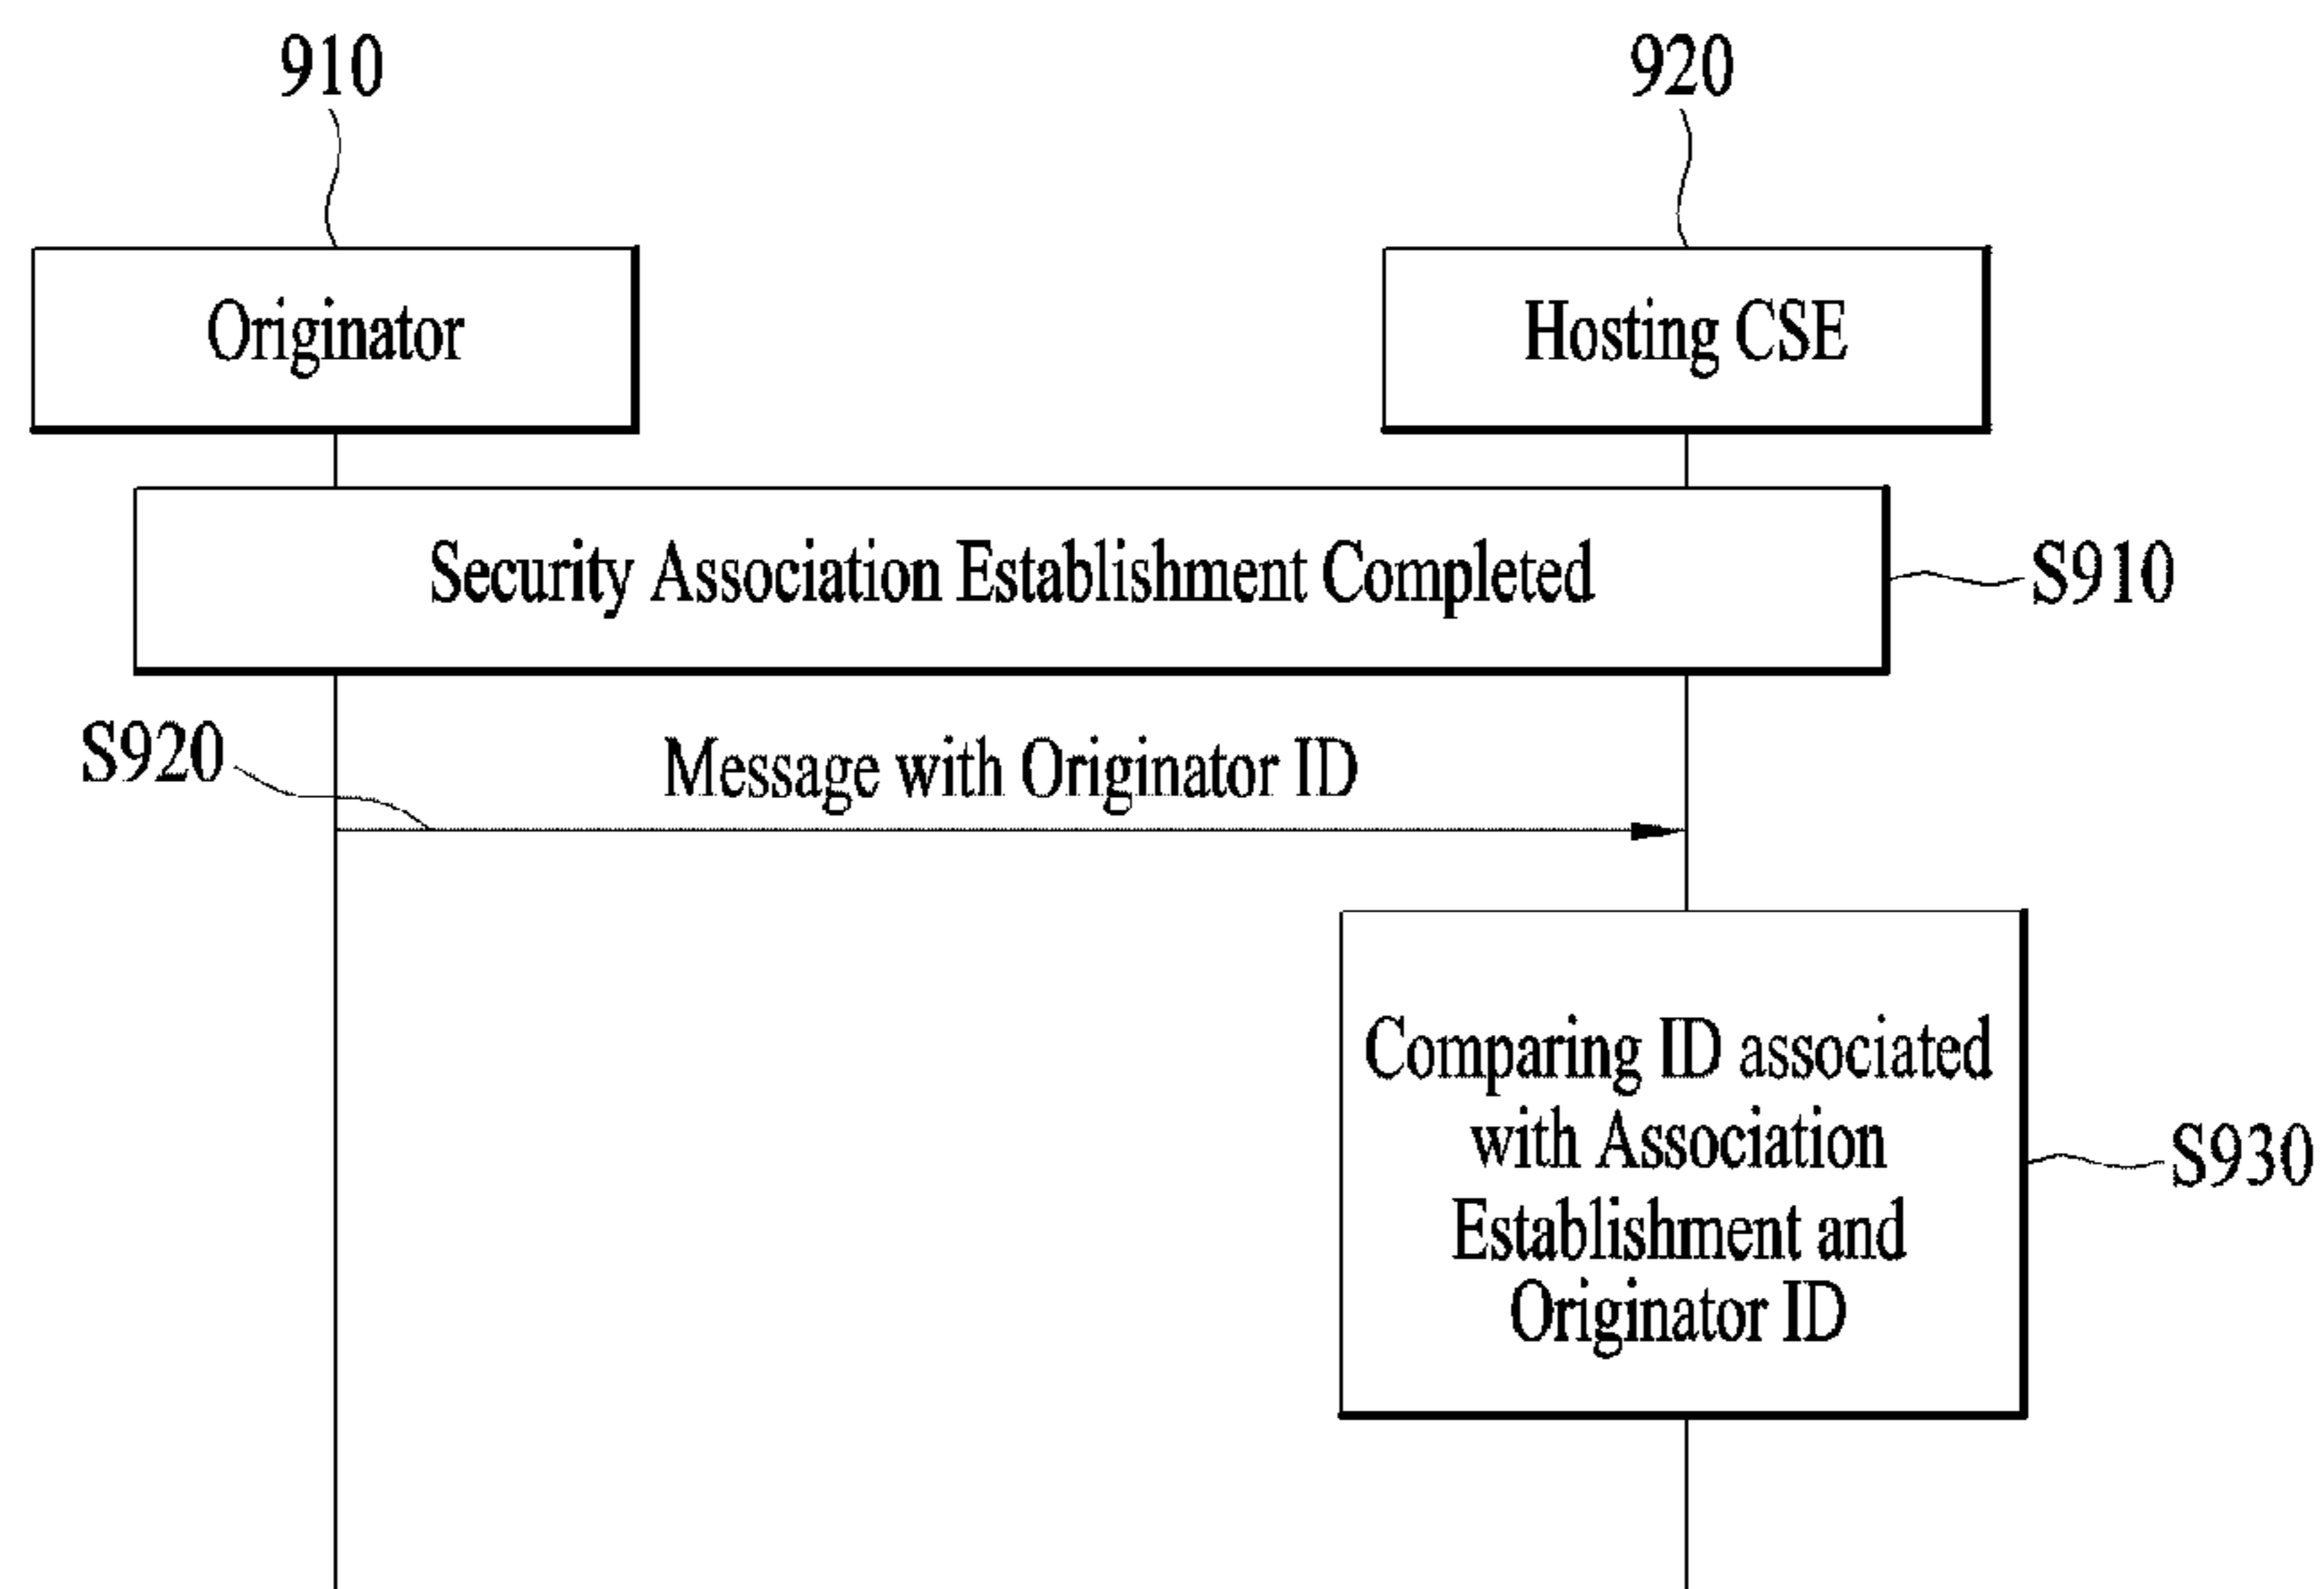 910
920
Originator
Hosting CSE
Security Association Establishment Completed
S910
S920
Message with Originator ID
Comparing ID associated
with Association
Establishment and
Originator ID
S930